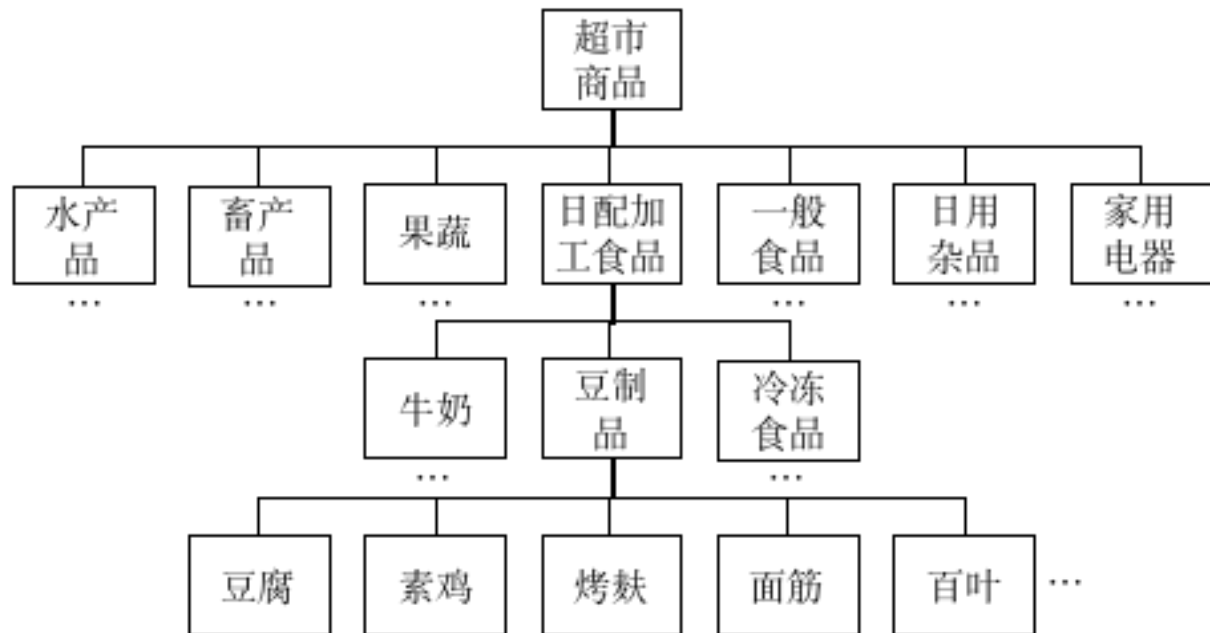 超市
商品
水产
品
畜产
品
果蔬
日配加
工食品
一般
食品
日用
杂品
家用
电器
…
…
…
…
…
…
牛奶
豆制
品
冷冻
食品
…
…
豆腐
素鸡
烤麸
面筋
百叶
…